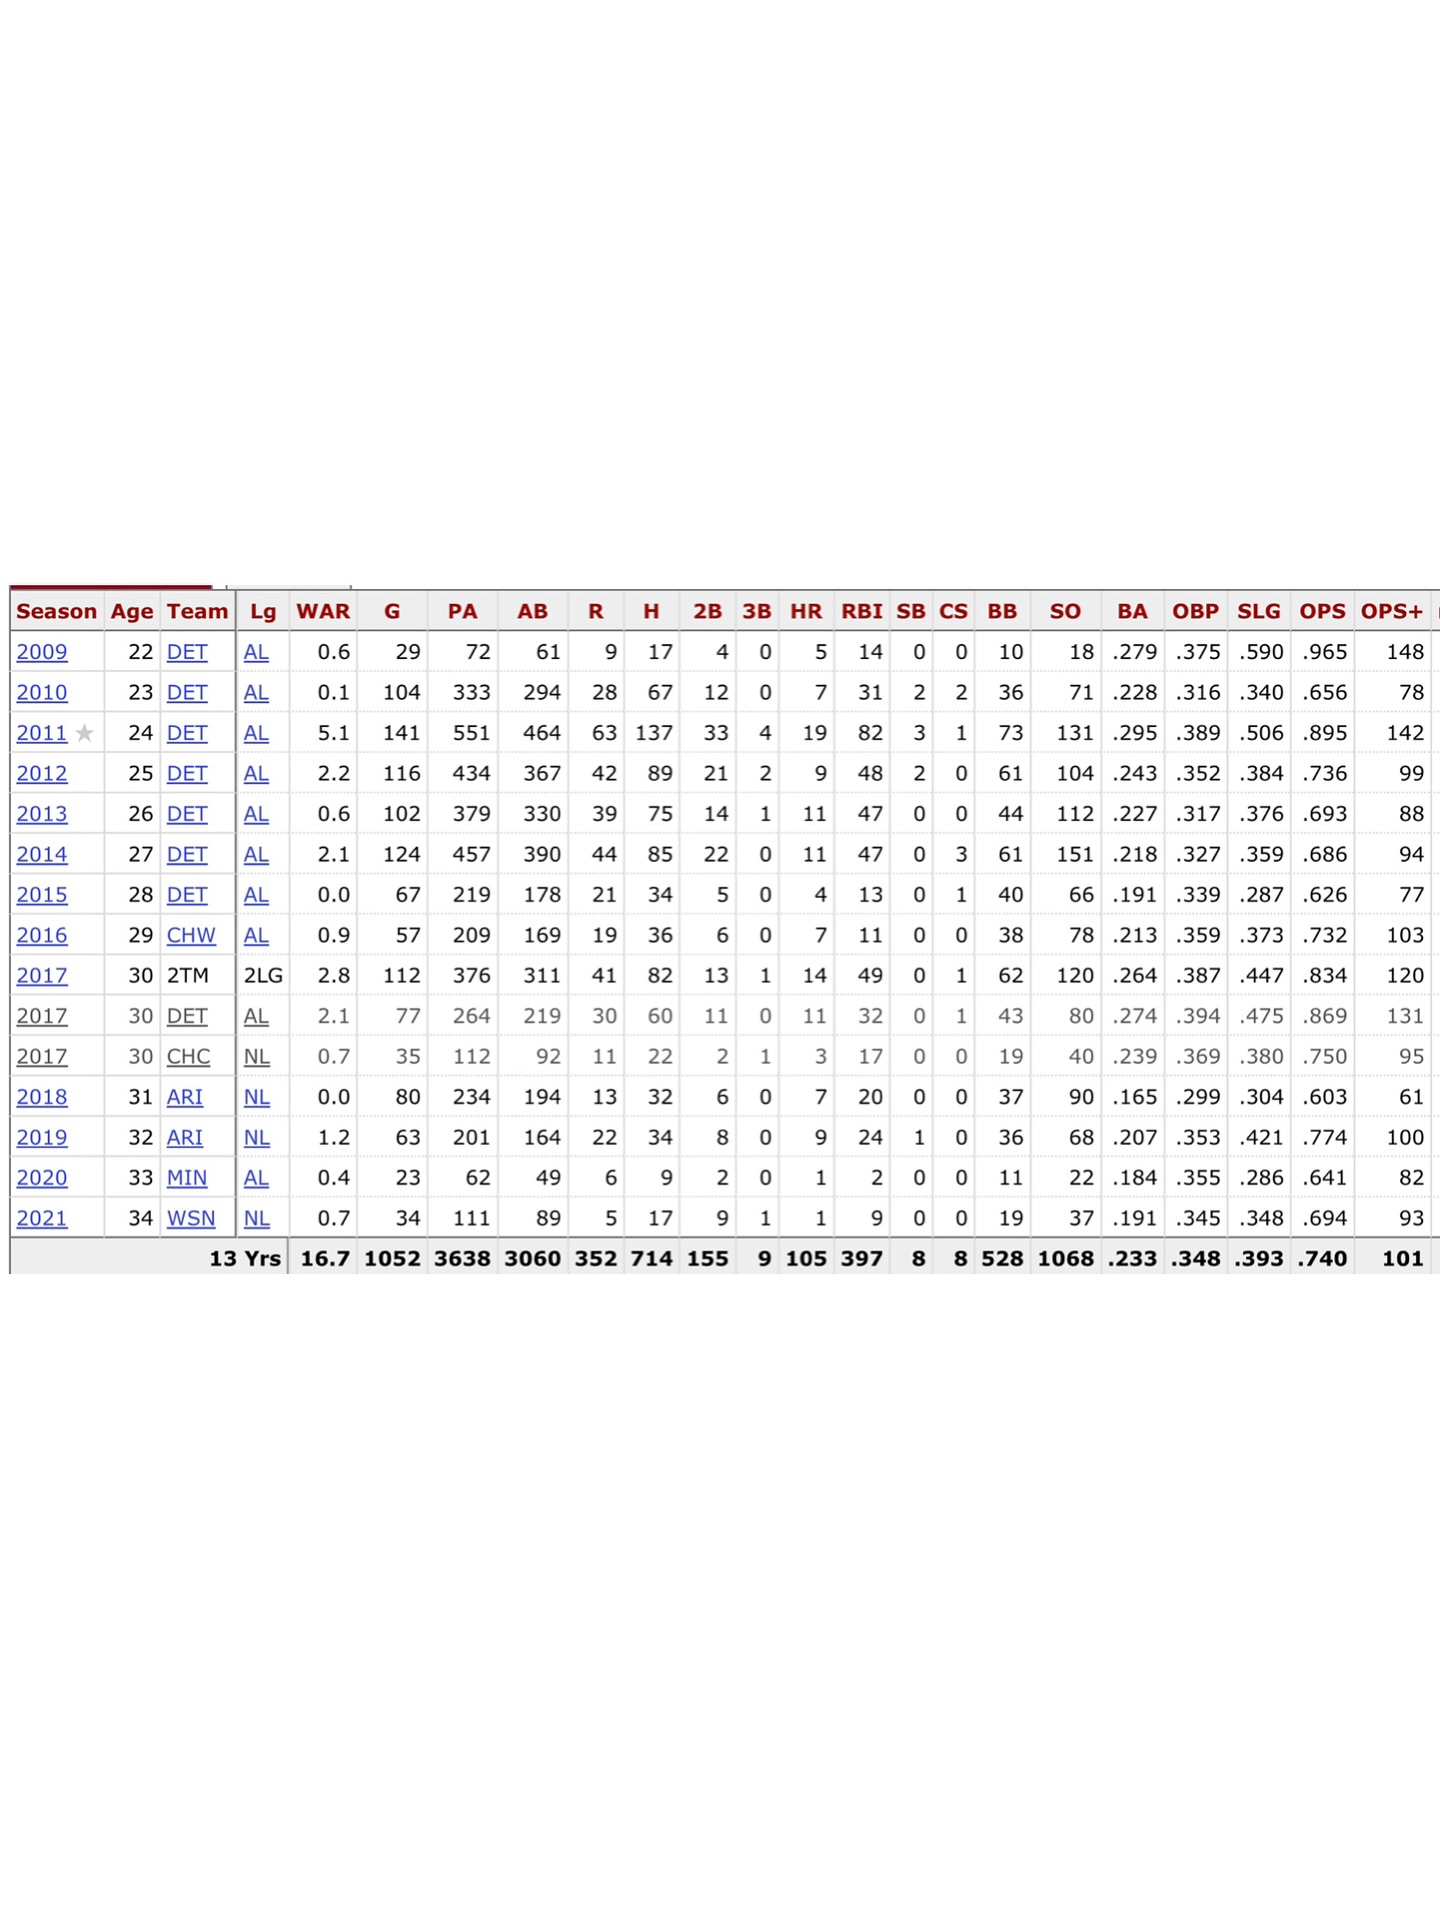 Season Age Team Lg WAR G PA AB R H 2B 3B HR RBI SB CS BB SO BA OBP SLG OPS OPS+
2009 22 DET AL 0.6 29 72 61 9 17 4 0 5 14 0 0 10 18 .279 .375 .590 .965 148
2010 23 DET AL 0.1 104 333 294 28 67 12 0 7 31 2 2 36 71 .228 .316 .340 .656 78
2011 ★ 24 DET AL 5.1 141 551 464 63 137 33 4 19 82 3 1 73 131 .295 .389 .506 .895 142
2012 25 DET AL 2.2 116 434 367 42 89 21 2 9 48 2 0 61 104 .243 .352 .384 .736 99
2013 26 DET AL 0.6 102 379 330 39 75 14 1 11 47 0 0 44 112 .227 .317 .376 .693 88
2014 27 DET AL 2.1 124 457 390 44 85 22 0 11 47 0 3 61 151 .218 .327 .359 .686 94
2015 28 DET AL 0.0 67 219 178 21 34 5 0 4 13 0 1 40 66 .191 .339 .287 .626 77
2016 29 CHW AL 0.9 57 209 169 19 36 6 0 7 11 0 0 38 78 .213 .359 .373 .732 103
2017 30 2TM 2LG 2.8 112 376 311 41 82 13 1 14 49 0 1 62 120 .264 .387 .447 .834 120
2017 30 DET AL 2.1 77 264 219 30 60 11 0 11 32 0 1 43 80 .274 .394 .475 .869 131
2017 30 CHC NL 0.7 35 112 92 11 22 2 1 3 17 0 0 19 40 .239 .369 .380 .750 95
2018 31 ARI NL 0.0 80 234 194 13 32 6 0 7 20 0 0 37 90 .165 .299 .304 .603 61
2019 32 ARI NL 1.2 63 201 164 22 34 8 0 9 24 1 0 36 68 .207 .353 .421 .774 100
2020 33 MIN AL 0.4 23 62 49 6 9 2 0 1 2 0 0 11 22 .184 .355 .286 .641 82
2021 34 WSN NL 0.7 34 111 89 5 17 9 1 1 9 0 0 19 37 .191 .345 .348 .694 93
13 Yrs 16.7 1052 3638 3060 352 714 155 9 105 397 8 8 528 1068 .233 .348 .393 .740 101